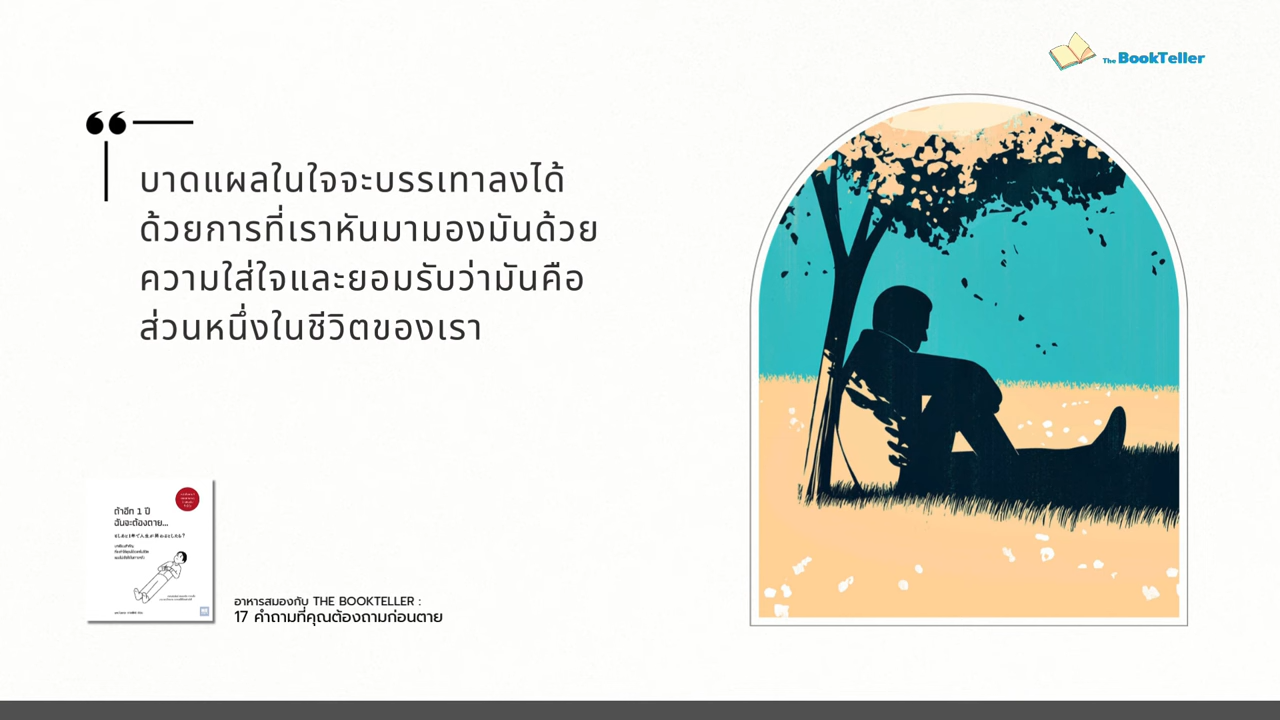 The BookTeller
บาดแผลในใจจะบรรเทาลงได้
ด้วยการที่เราหันมามองมันด้วย
ความใส่ใจและยอมรับว่ามันคือ
ส่วนหนึ่งในชีวิตของเรา
ถ้าอีก 1 ปี
ฉันจะต้องตาย...
อาหารสมองกับ THE BOOKTELLER :
17 คำถามที่คุณต้องถามก่อนตาย